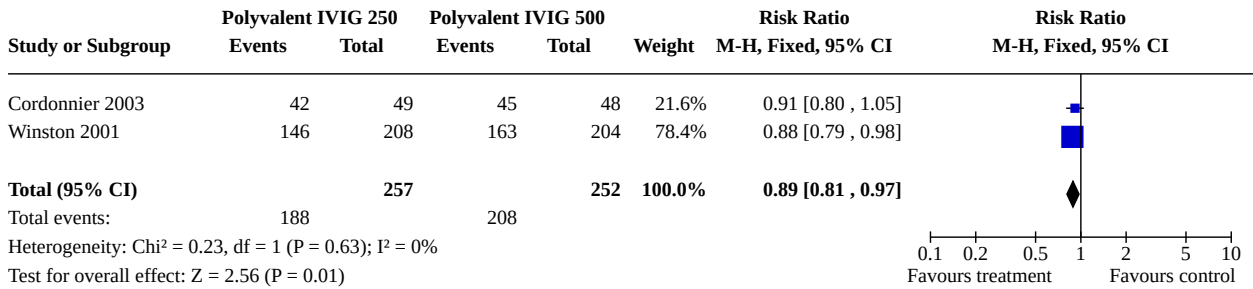 Polyvalent IVIG 250 Polyvalent IVIG 500 Risk Ratio Risk Ratio
Study or Subgroup Events Total Events Total Weight M-H, Fixed, 95% CI M-H, Fixed, 95% CI
Cordonnier 2003 42 49 45 48 21.6% 0.91 [0.80 , 1.05]
Winston 2001 146 208 163 204 78.4% 0.88 [0.79 , 0.98]
Total (95% CI) 257 252 100.0% 0.89 [0.81 , 0.97]
Total events: 188 208
Heterogeneity: Chi² = 0.23, df = 1 (P = 0.63); I² = 0%
Test for overall effect: Z = 2.56 (P = 0.01)
0.1 0.2 0.5 1 2 5 10
Favours treatment Favours control